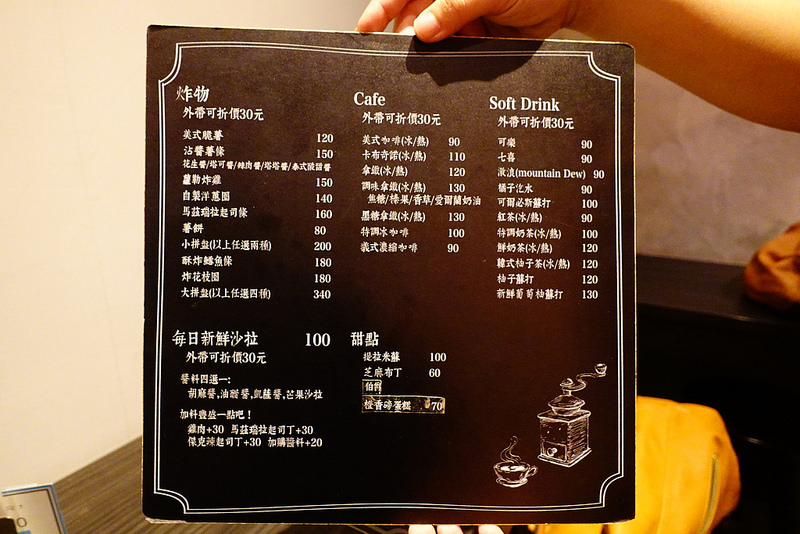 炸物
外帶可折價30元
美式脆薯 120
沾醬薯條 150
花生醬/塔可醬/辣肉醬/塔塔醬/泰式酸甜醬
蘿勒炸雞 150
自製洋蔥圈 140
馬茲瑞拉起司條 160
薯餅 80
小拼盤(以上任選兩種) 200
酥炸鱈魚條 180
炸花枝圈 180
大拼盤(以上任選四種) 340
每日新鮮沙拉 100
外帶可折價30元
醬料四選一:
胡麻醬,油醋醬,凱薩醬,芒果沙拉
加料豐盛一點吧!
雞肉+30 馬茲瑞拉起司丁+30
傑克辣起司丁+30 加購醬料+20
Cafe
外帶可折價30元
美式咖啡(冰/熱) 90
卡布奇諾(冰/熱) 110
拿鐵(冰/熱) 120
調味拿鐵(冰/熱) 130
焦糖/榛果/香草/愛爾蘭奶油
黑糖拿鐵(冰/熱) 130
特調冰咖啡 100
義式濃縮咖啡 90
甜點
提拉米蘇 100
芝麻布丁 60
伯爵
橙香磅蛋糕 70
Soft Drink
外帶可折價30元
可樂 90
七喜 90
激浪(mountain Dew) 90
橘子汽水 90
可爾必斯蘇打 100
紅茶(冰/熱) 90
特調奶茶(冰/熱) 100
鮮奶茶(冰/熱) 120
韓式柚子茶(冰/熱) 120
柚子蘇打 120
新鮮葡萄柚蘇打 130